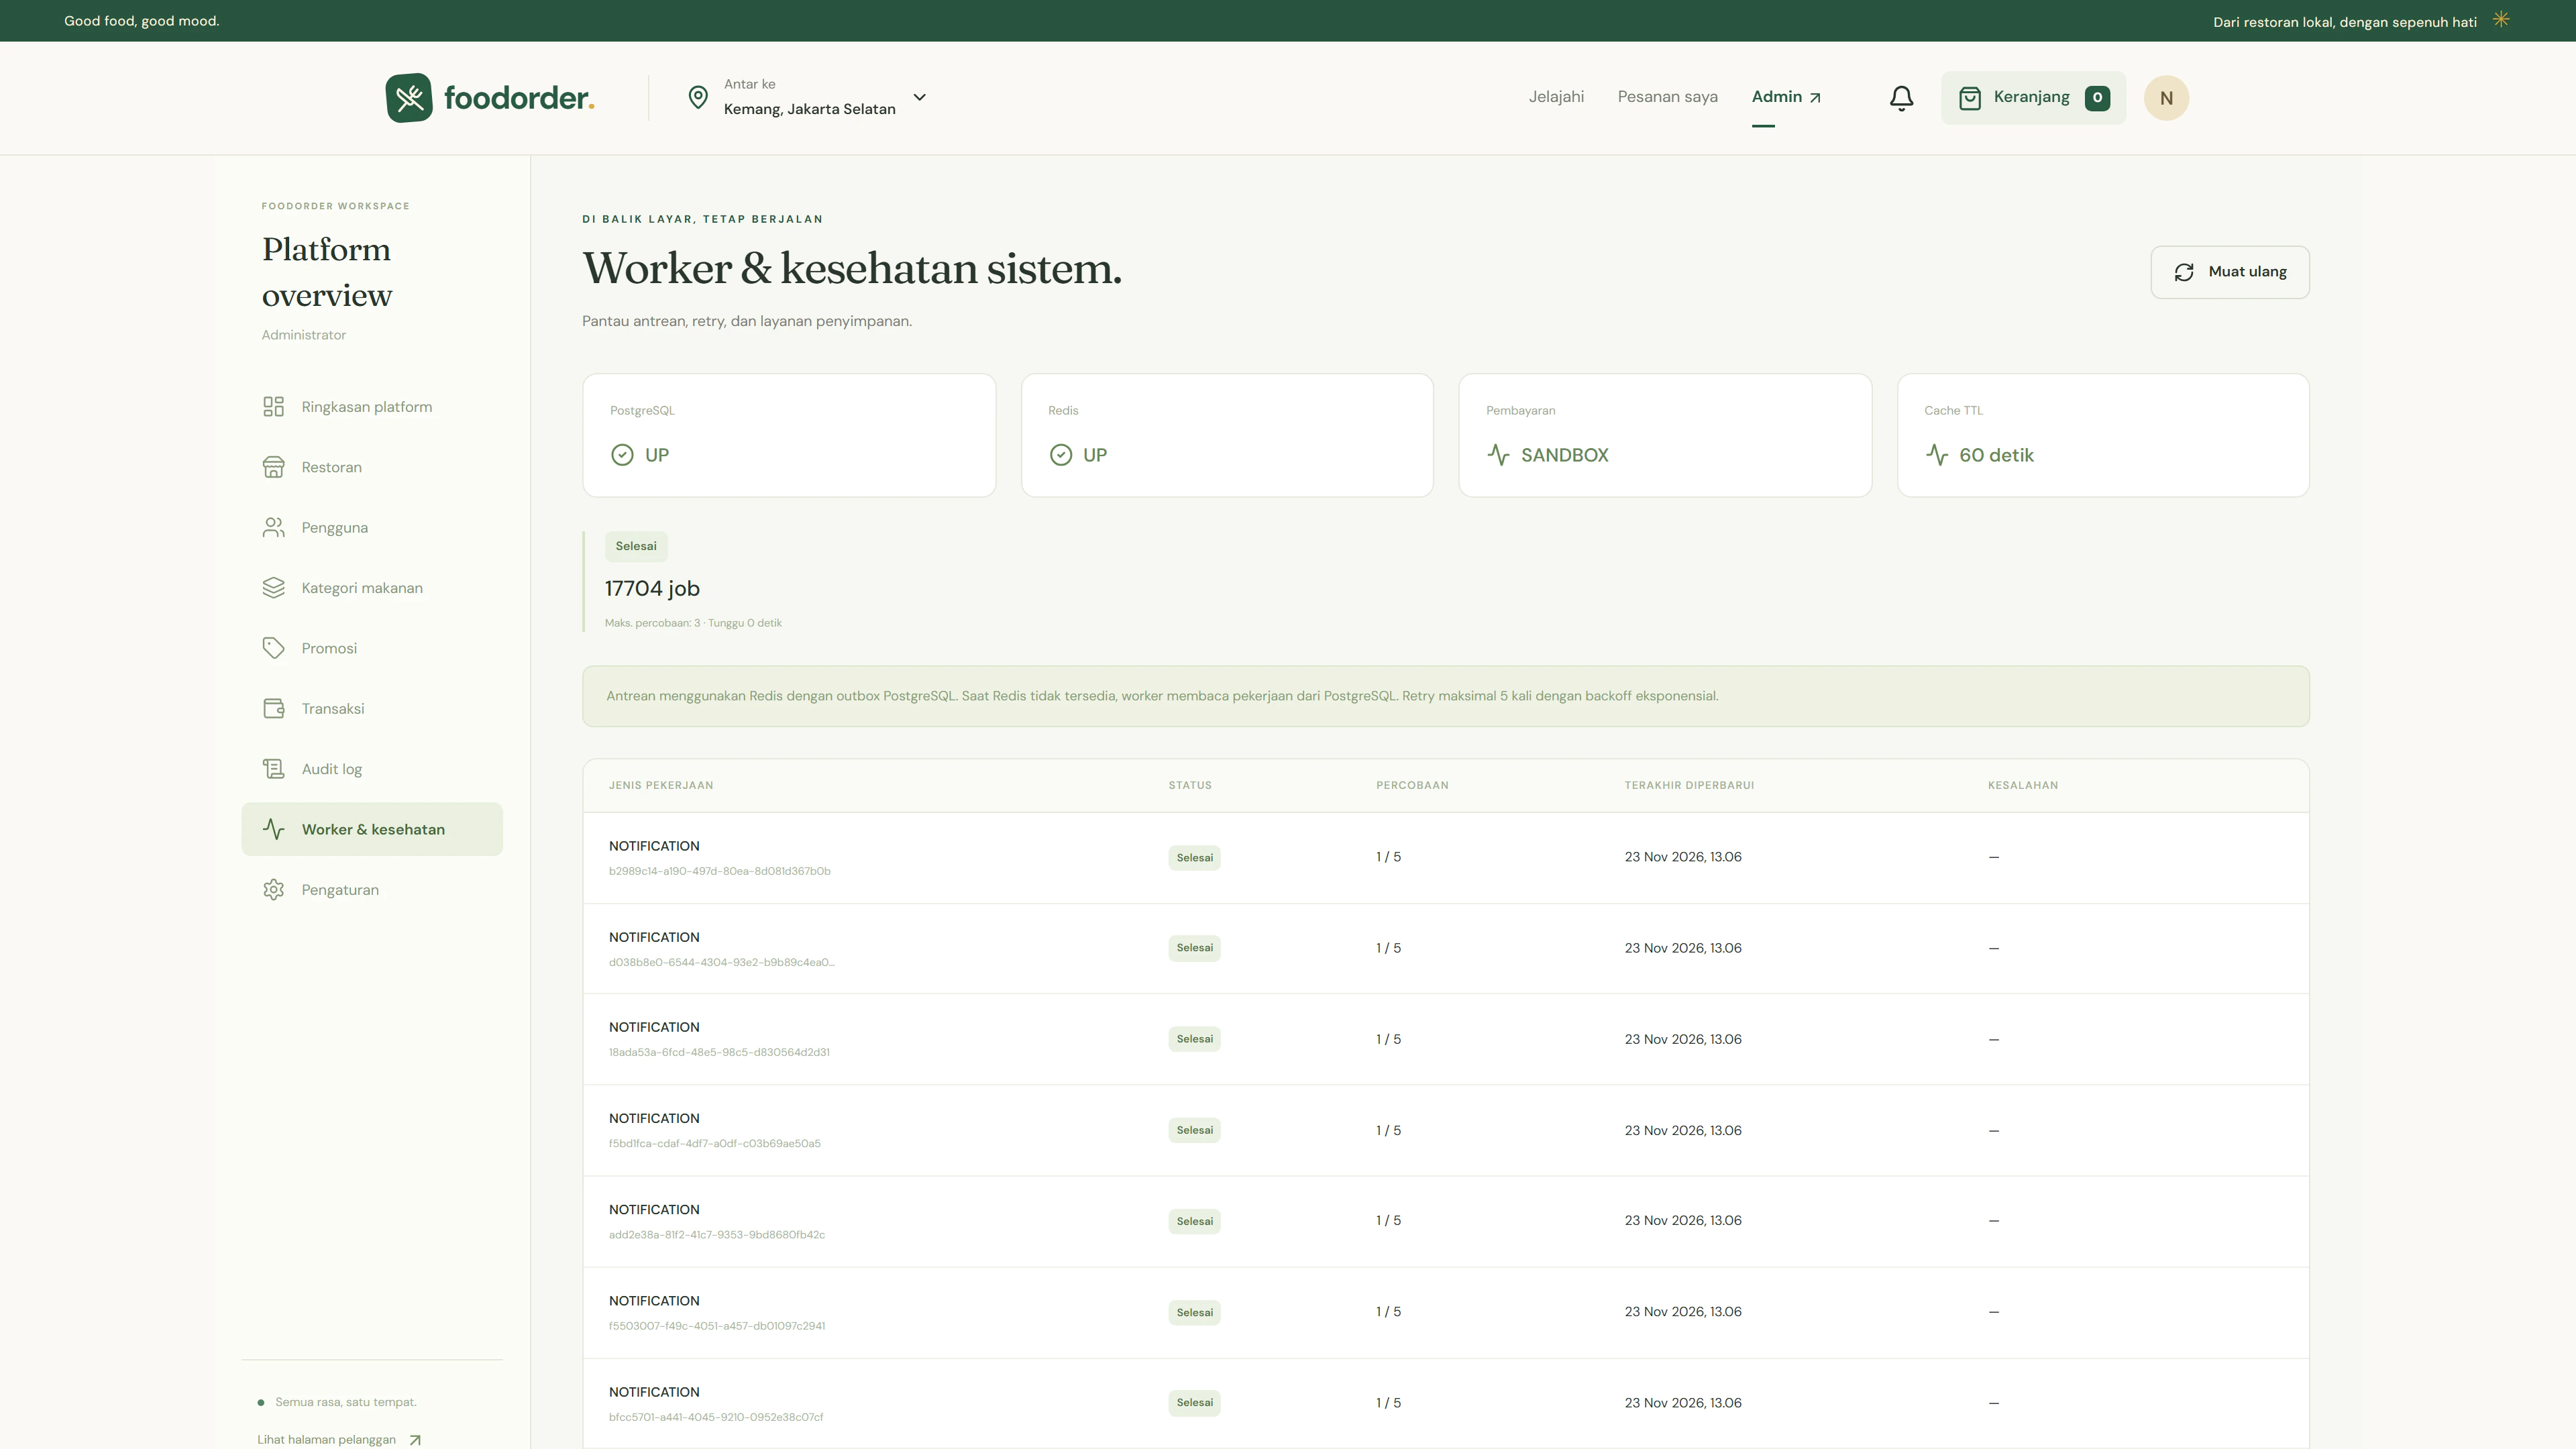 Good food, good mood.
Dari restoran lokal, dengan sepenuh hati
foodorder.
Antar ke
Kemang, Jakarta Selatan
Jelajahi
Pesanan saya
Admin
Keranjang 0
N
FOODORDER WORKSPACE
Platform
overview
Administrator
Ringkasan platform
Restoran
Pengguna
Kategori makanan
Promosi
Transaksi
Audit log
Worker & kesehatan
Pengaturan
Semua rasa, satu tempat.
Lihat halaman pelanggan
DI BALIK LAYAR, TETAP BERJALAN
Worker & kesehatan sistem.
Pantau antrean, retry, dan layanan penyimpanan.
Muat ulang
PostgreSQL
UP
Redis
UP
Pembayaran
SANDBOX
Cache TTL
60 detik
Selesai
17704 job
Maks. percobaan: 3 · Tunggu 0 detik
Antrean menggunakan Redis dengan outbox PostgreSQL. Saat Redis tidak tersedia, worker membaca pekerjaan dari PostgreSQL. Retry maksimal 5 kali dengan backoff eksponensial.
JENIS PEKERJAAN STATUS PERCOBAAN TERAKHIR DIPERBARUI KESALAHAN
NOTIFICATION
b2989c14-a190-497d-80ea-8d081d367b0b
Selesai 1 / 5 23 Nov 2026, 13.06 —
NOTIFICATION
d038b8e0-6544-4304-93e2-b9b89c4ea0…
Selesai 1 / 5 23 Nov 2026, 13.06 —
NOTIFICATION
18ada53a-6fcd-48e5-98c5-d830564d2d31
Selesai 1 / 5 23 Nov 2026, 13.06 —
NOTIFICATION
f5bd1fca-cdaf-4df7-a0df-c03b69ae50a5
Selesai 1 / 5 23 Nov 2026, 13.06 —
NOTIFICATION
add2e38a-81f2-41c7-9353-9bd8680fb42c
Selesai 1 / 5 23 Nov 2026, 13.06 —
NOTIFICATION
f5503007-f49c-4051-a457-db01097c2941
Selesai 1 / 5 23 Nov 2026, 13.06 —
NOTIFICATION
bfcc5701-a441-4045-9210-0952e38c07cf
Selesai 1 / 5 23 Nov 2026, 13.06 —